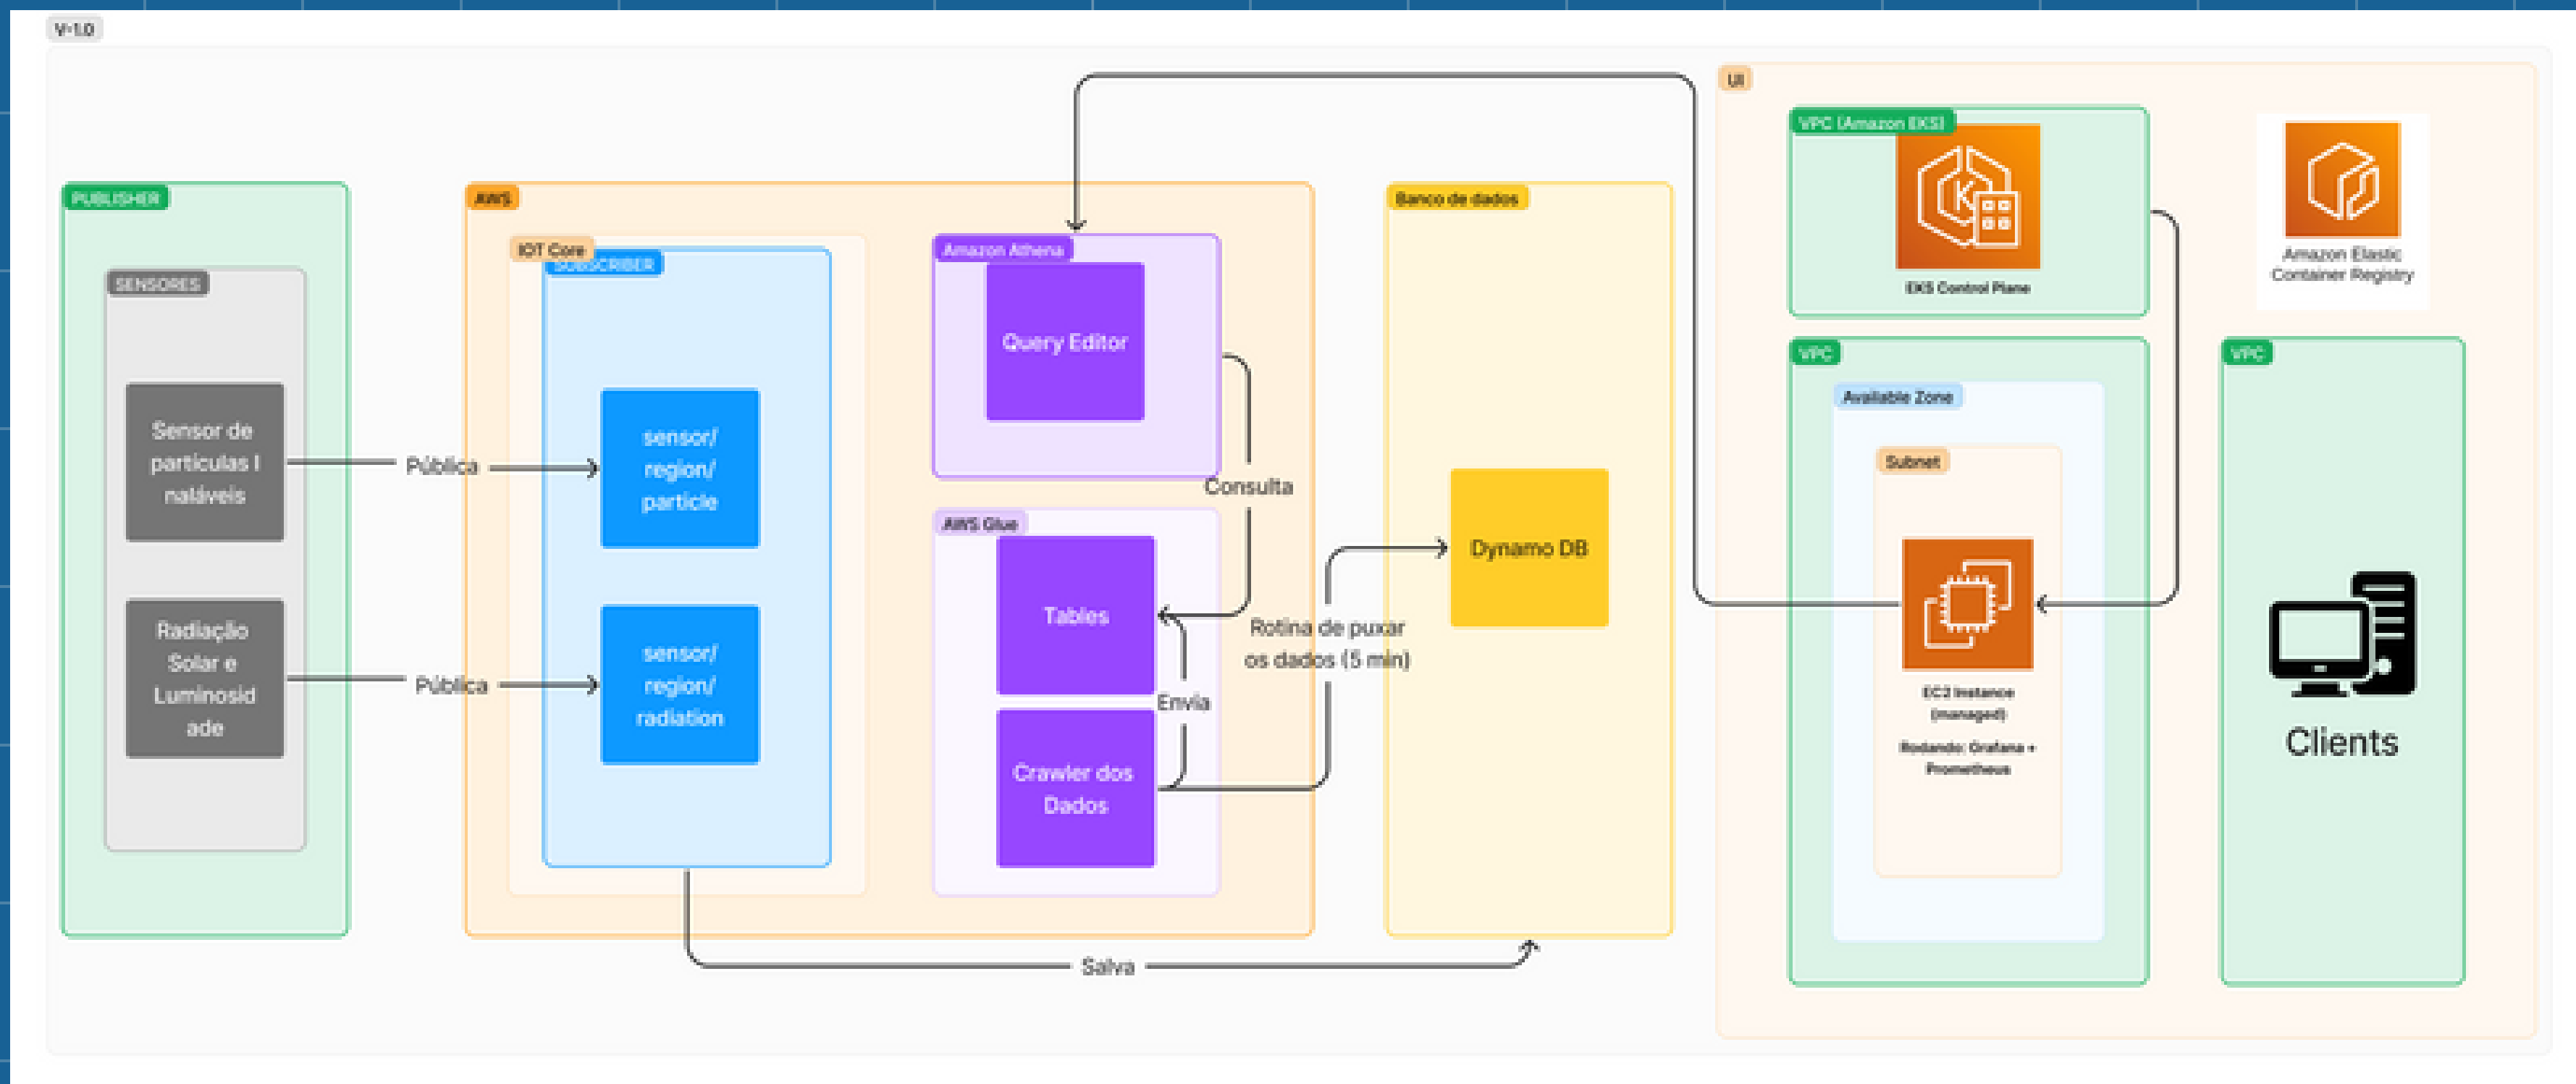 V-1.0
PUBLISHER
SENSORES
Sensor de
partículas I
naláveis
Radiação
Solar e
Luminosid
ade
Pública
Pública
AWS
IOT Core
SUBSCRIBER
sensor/
region/
particle
sensor/
region/
radiation
Amazon Athena
Query Editor
Consulta
AWS Glue
Tables
Envia
Crawler dos
Dados
Rotina de puxar
os dados (5 min)
Salva
Banco de dados
Dynamo DB
UI
VPC (Amazon EKS)
EKS Control Plane
Amazon Elastic
Container Registry
VPC
Available Zone
Subnet
EC2 Instance
(managed)
Rodando: Grafana +
Prometheus
VPC
Clients